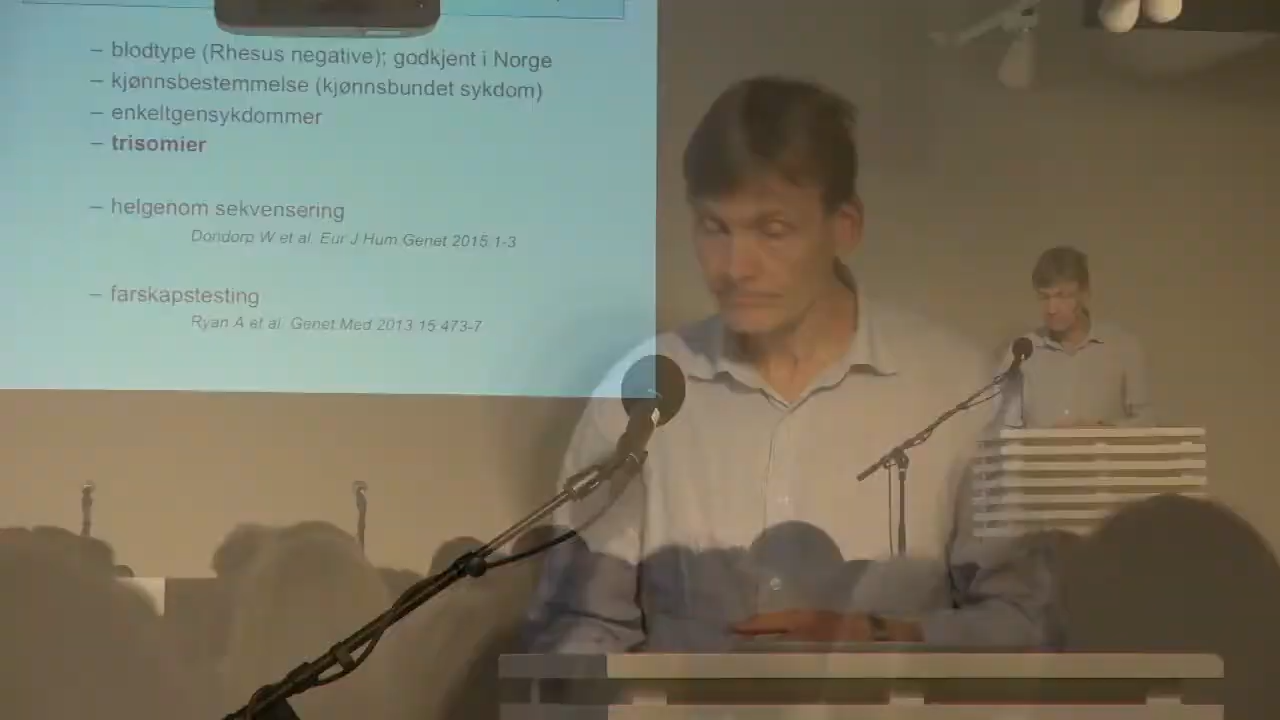 – blodtype (Rhesus negative); godkjent i Norge
– kjønnsbestemmelse (kjønnsbundet sykdom)
– enkeltgensykdommer
– trisomier
– helgenom sekvensering
Dondorp W et al. Eur J Hum Genet 2015:1-3
– farskapstesting
Ryan A et al. Genet Med 2013 15 473-7